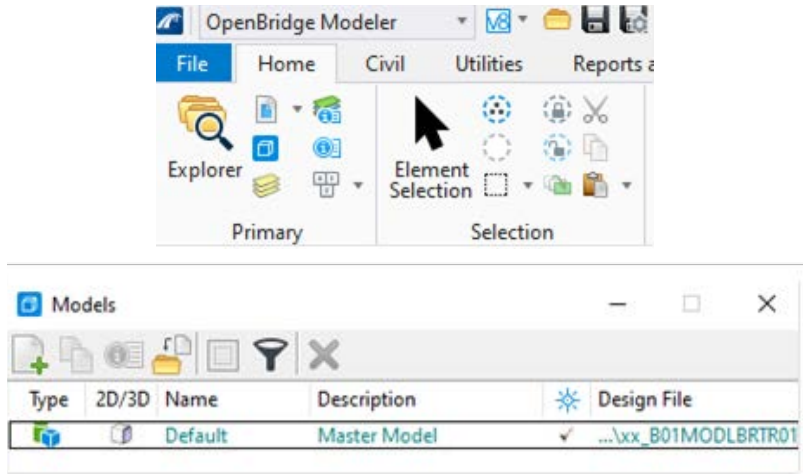 OpenBridge Modeler V8
File Home Civil Utilities Reports a
Explorer
Element
Selection
Primary Selection
Models
Type 2D/3D Name Description Design File
Default Master Model ...\xx_B01MODLBRTR01